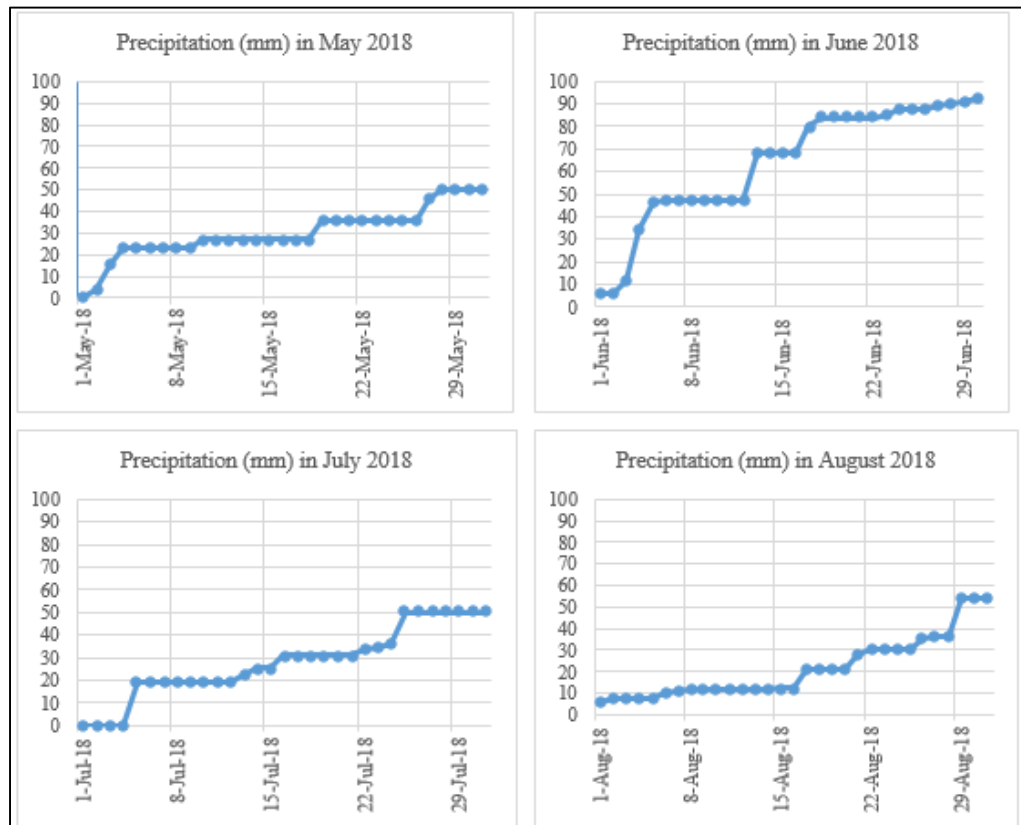 Precipitation (mm) in May 2018
100
90
80
70
60
50
40
30
20
10
0
1-May-18
8-May-18
15-May-18
22-May-18
29-May-18
Precipitation (mm) in June 2018
100
90
80
70
60
50
40
30
20
10
0
1-Jun-18
8-Jun-18
15-Jun-18
22-Jun-18
29-Jun-18
Precipitation (mm) in July 2018
100
90
80
70
60
50
40
30
20
10
0
1-Jul-18
8-Jul-18
15-Jul-18
22-Jul-18
29-Jul-18
Precipitation (mm) in August 2018
100
90
80
70
60
50
40
30
20
10
0
1-Aug-18
8-Aug-18
15-Aug-18
22-Aug-18
29-Aug-18